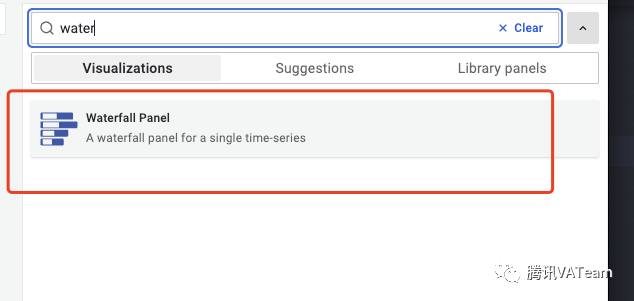 water
Clear
Visualizations
Suggestions
Library panels
Waterfall Panel
A waterfall panel for a single time-series
腾讯VATeam